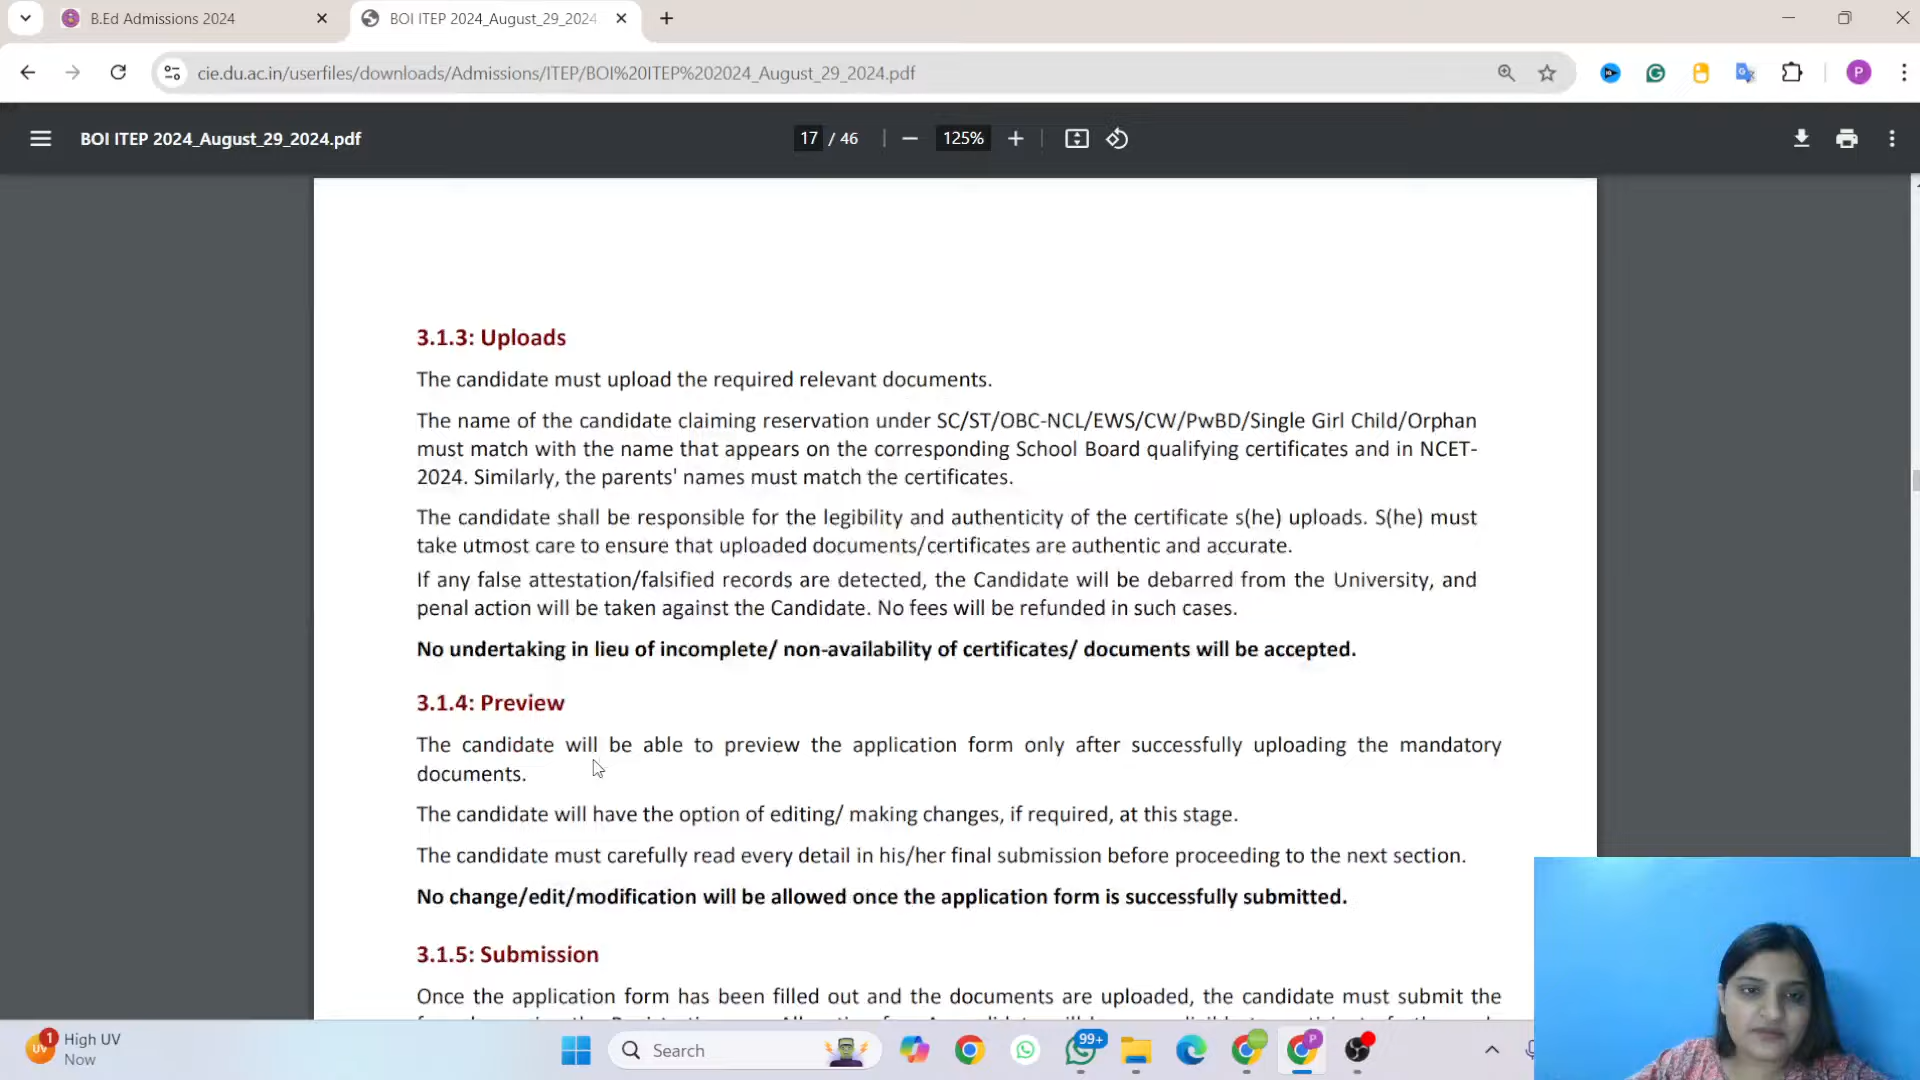 B.Ed Admissions 2024
BOI ITEP 2024_August_29_2024
cie.du.ac.in/userfiles/downloads/Admissions/ITEP/BOI%20ITEP%202024_August_29_2024.pdf
P
BOI ITEP 2024_August_29_2024.pdf
17 / 46
125%
3.1.3: Uploads
The candidate must upload the required relevant documents.
The name of the candidate claiming reservation under SC/ST/OBC-NCL/EWS/CW/PwBD/Single Girl Child/Orphan
must match with the name that appears on the corresponding School Board qualifying certificates and in NCET-
2024. Similarly, the parents' names must match the certificates.
The candidate shall be responsible for the legibility and authenticity of the certificate s(he) uploads. S(he) must
take utmost care to ensure that uploaded documents/certificates are authentic and accurate.
If any false attestation/falsified records are detected, the Candidate will be debarred from the University, and
penal action will be taken against the Candidate. No fees will be refunded in such cases.
No undertaking in lieu of incomplete/ non-availability of certificates/ documents will be accepted.
3.1.4: Preview
The candidate will be able to preview the application form only after successfully uploading the mandatory
documents.
The candidate will have the option of editing/ making changes, if required, at this stage.
The candidate must carefully read every detail in his/her final submission before proceeding to the next section.
No change/edit/modification will be allowed once the application form is successfully submitted.
3.1.5: Submission
Once the application form has been filled out and the documents are uploaded, the candidate must submit the
UV
1
High UV
Now
Search
99+
P